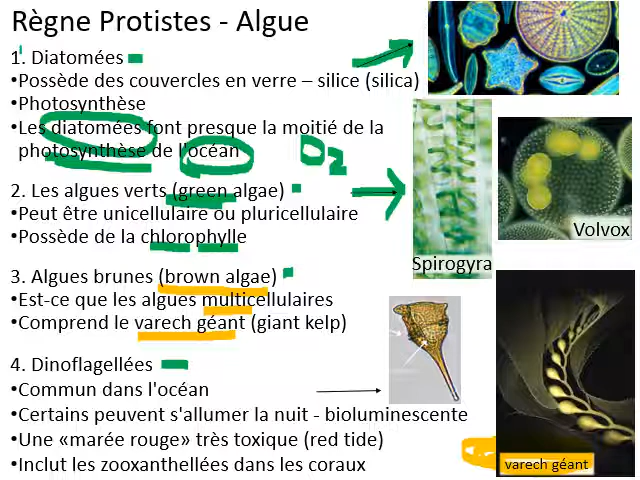 Règne Protistes - Algue
1. Diatomées
•Possède des couvercles en verre – silice (silica)
•Photosynthèse
•Les diatomées font presque la moitié de la
photosynthèse de l'océan
O2
2. Les algues verts (green algae)
•Peut être unicellulaire ou pluricellulaire
•Possède de la chlorophylle
Volvox
Spirogyra
3. Algues brunes (brown algae)
•Est-ce que les algues multicellulaires
•Comprend le varech géant (giant kelp)
4. Dinoflagellées
•Commun dans l'océan
•Certains peuvent s'allumer la nuit - bioluminescente
•Une «marée rouge» très toxique (red tide)
•Inclut les zooxanthellées dans les coraux
varech géant